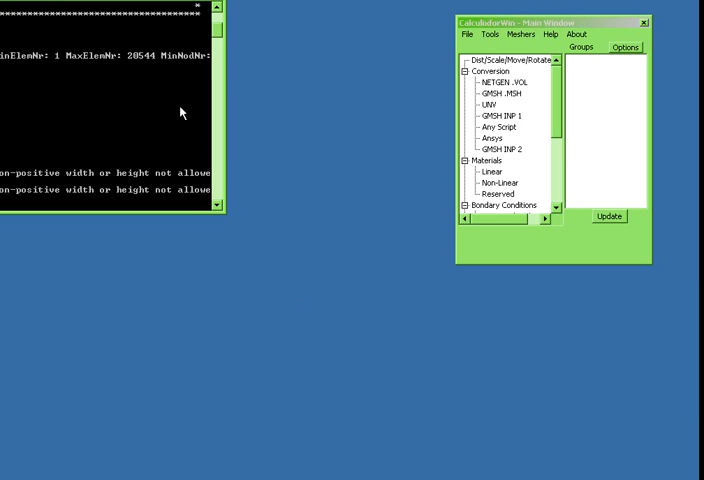 *
******************************************
inElemNr: 1 MaxElemNr: 20544 MinNodNr:
on-positive width or height not allowe
on-positive width or height not allowe
CalculixforWin - Main Window
File Tools Meshers Help About
Groups Options
Dist/Scale/Move/Rotate
Conversion
NETGEN .VOL
GMSH .MSH
UNV
GMSH INP 1
Any Script
Ansys
GMSH INP 2
Materials
Linear
Non-Linear
Reserved
Bondary Conditions
Update